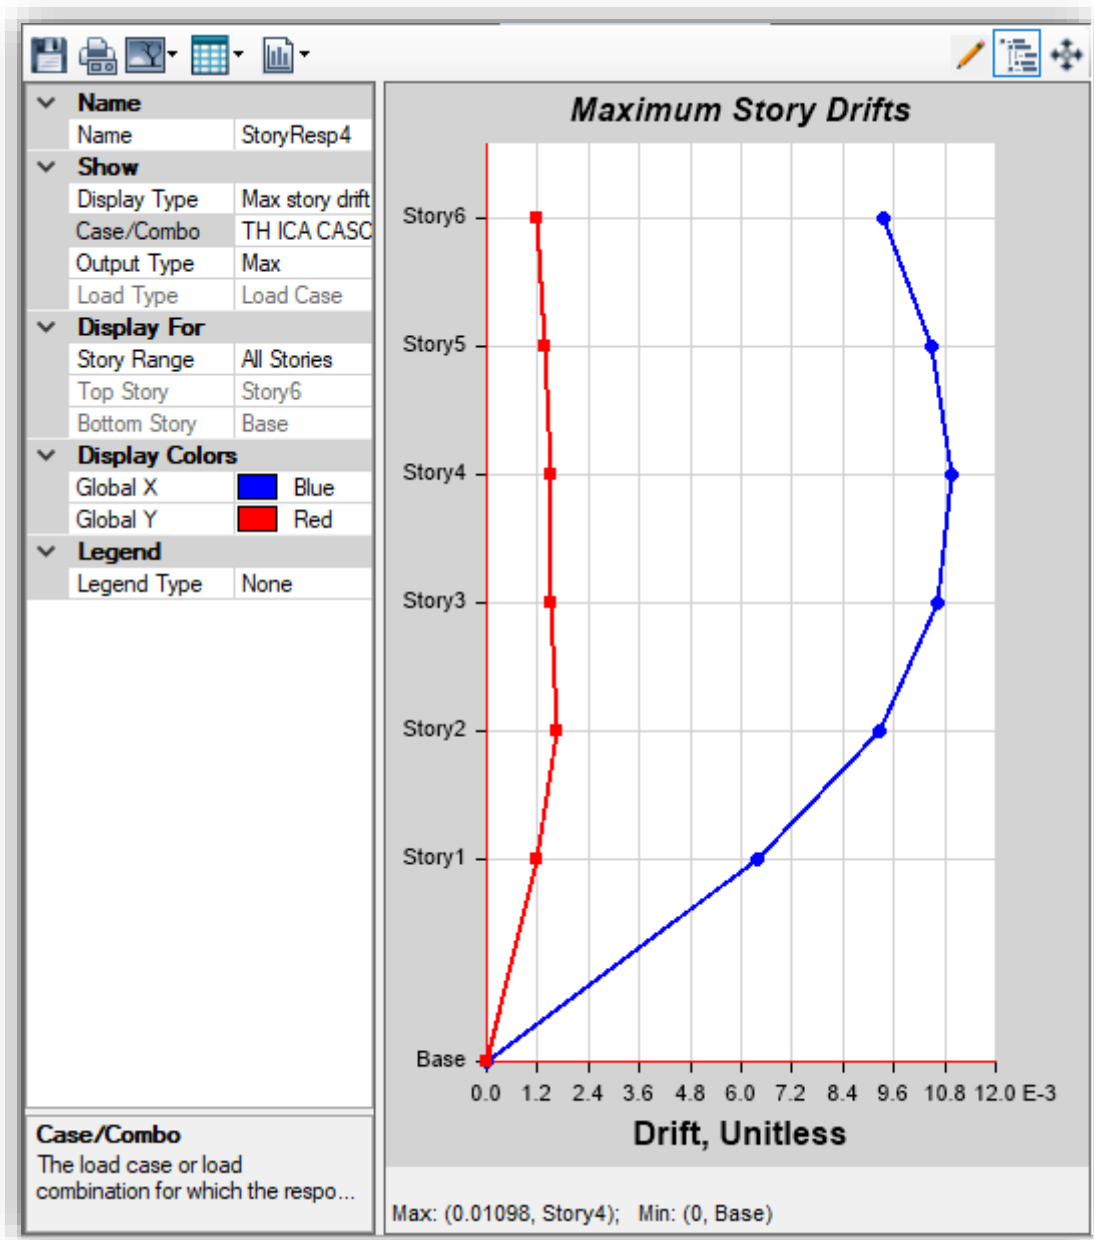 Name
Name StoryResp4
Show
Display Type Max story drift
Case/Combo TH ICA CASO
Output Type Max
Load Type Load Case
Display For
Story Range All Stories
Top Story Story6
Bottom Story Base
Display Colors
Global X Blue
Global Y Red
Legend
Legend Type None
Case/Combo
The load case or load
combination for which the respo...
Maximum Story Drifts
Story6
Story5
Story4
Story3
Story2
Story1
Base
0.0 1.2 2.4 3.6 4.8 6.0 7.2 8.4 9.6 10.8 12.0 E-3
Drift, Unitless
Max: (0.01098, Story4); Min: (0, Base)